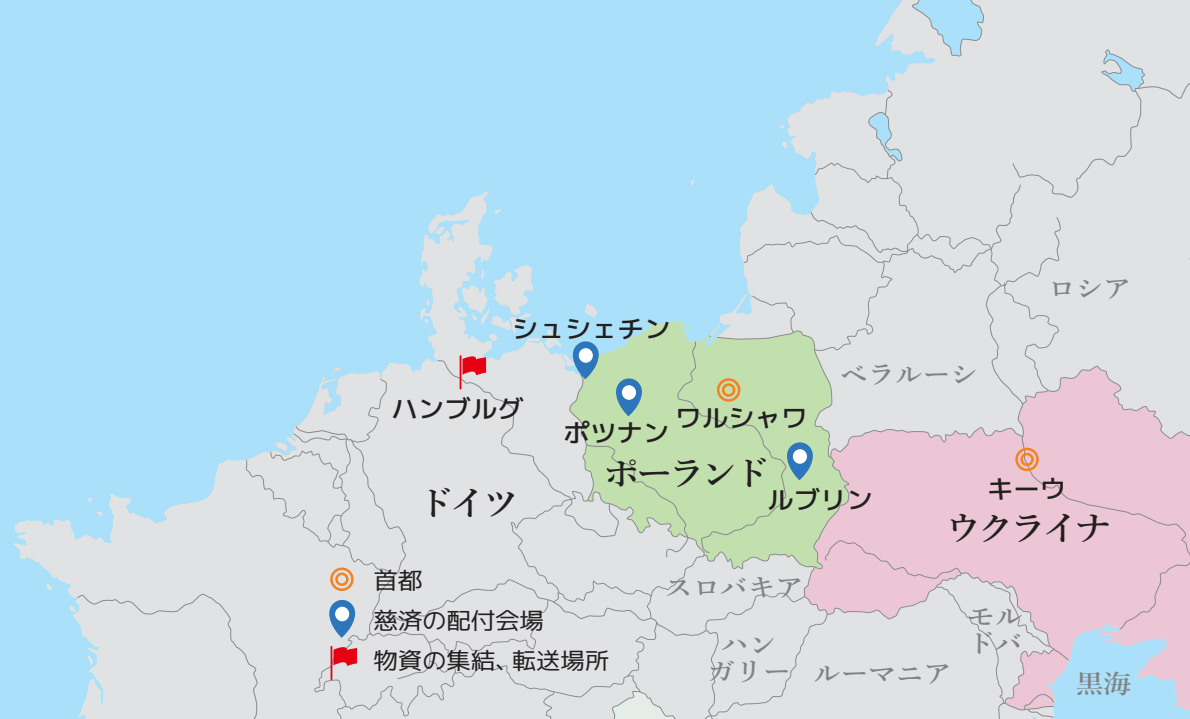 ロシア
シュシェチン
ベラルーシ
ハンブルグ
ワルシャワ
ポツナン
ポーランド
ルブリン
ドイツ
キーウ
ウクライナ
首都
慈済の配付会場
物資の集結、転送場所
スロバキア
モル
ドバ
ハン
ガリー
ルーマニア
黒海